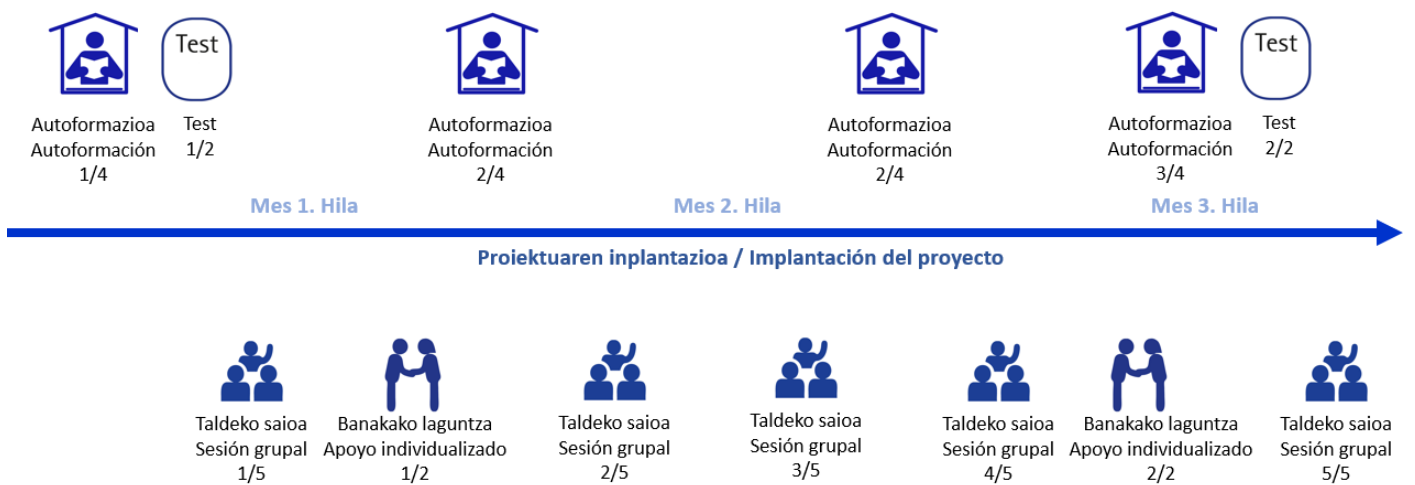 Test
Autoformazioa
Autoformación
1/4
Test
1/2
Autoformazioa
Autoformación
2/4
Autoformazioa
Autoformación
2/4
Test
Autoformazioa
Autoformación
3/4
Test
2/2
Mes 1. Hila
Mes 2. Hila
Mes 3. Hila
Proiektuaren inplantazioa / Implantación del proyecto
Taldeko saioa
Sesión grupal
1/5
Banakako laguntza
Apoyo individualizado
1/2
Taldeko saioa
Sesión grupal
2/5
Taldeko saioa
Sesión grupal
3/5
Taldeko saioa
Sesión grupal
4/5
Banakako laguntza
Apoyo individualizado
2/2
Taldeko saioa
Sesión grupal
5/5